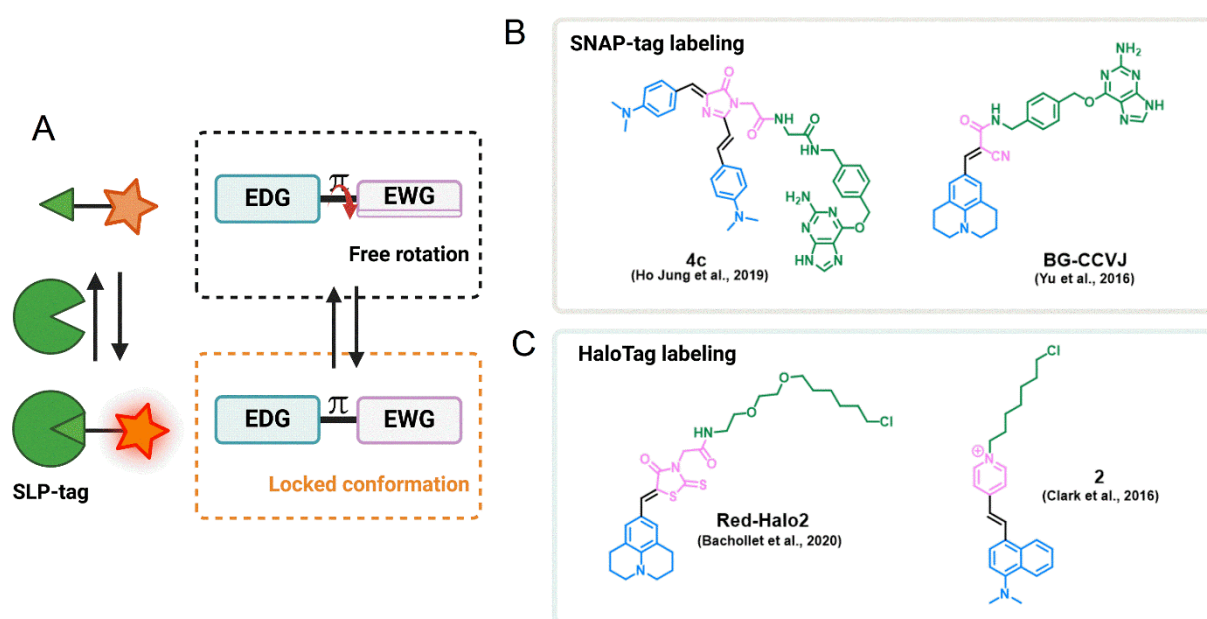 A
SLP-tag
EDG
π
EWG
Free rotation
EDG
π
EWG
Locked conformation
B
SNAP-tag labeling
O
N
N
N
O
H
N
O
N
H
N
H2N
N
N
O
HN
N
4c
(Ho Jung et al., 2019)
NH2
N
N
O
N
NH
O
H
N
CN
N
BG-CCVJ
(Yu et al., 2016)
C
HaloTag labeling
O
O
Cl
HN
O
O
N
S
S
N
Red-Halo2
(Bachollet et al., 2020)
Cl
N
+
2
(Clark et al., 2016)
N